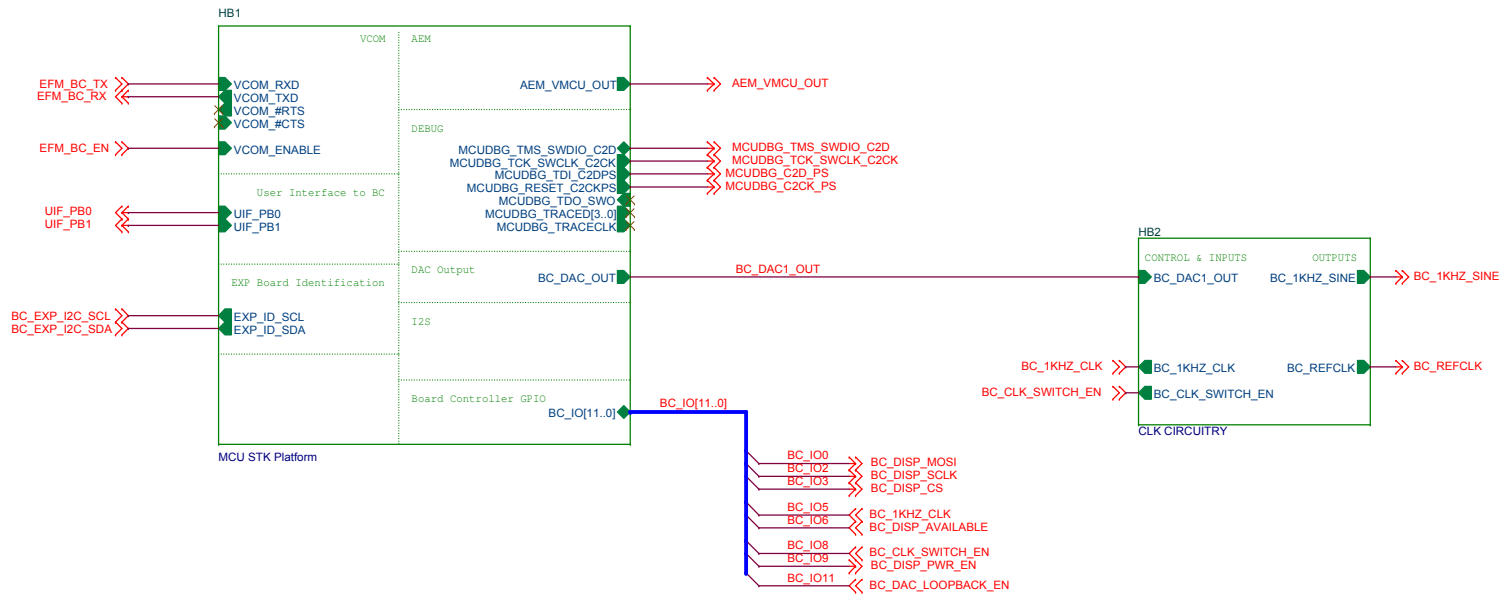 HB1
VCOM
AEM
EFM_BC_TX
VCOM_RXD
AEM_VMCU_OUT
AEM_VMCU_OUT
EFM_BC_RX
VCOM_TXD
VCOM_#RTS
VCOM_#CTS
DEBUG
EFM_BC_EN
VCOM_ENABLE
MCUDBG_TMS_SWDIO_C2D
MCUDBG_TMS_SWDIO_C2D
MCUDBG_TCK_SWCLK_C2CK
MCUDBG_TCK_SWCLK_C2CK
MCUDBG_TDI_C2DPS
MCUDBG_C2D_PS
User Interface to BC
MCUDBG_RESET_C2CKPS
MCUDBG_C2CK_PS
MCUDBG_TDO_SWO
UIF_PB0
UIF_PB0
MCUDBG_TRACED[3..0]
UIF_PB1
UIF_PB1
MCUDBG_TRACECLK
HB2
CONTROL & INPUTS
OUTPUTS
DAC Output
BC_DAC_OUT
BC_DAC1_OUT
BC_DAC1_OUT
BC_1KHZ_SINE
BC_1KHZ_SINE
EXP Board Identification
BC_EXP_I2C_SCL
EXP_ID_SCL
I2S
BC_EXP_I2C_SDA
EXP_ID_SDA
BC_1KHZ_CLK
BC_1KHZ_CLK
BC_REFCLK
BC_REFCLK
BC_CLK_SWITCH_EN
BC_CLK_SWITCH_EN
Board Controller GPIO
BC_IO[11..0]
BC_IO[11..0]
CLK CIRCUITRY
MCU STK Platform
BC_IO0
BC_DISP_MOSI
BC_IO2
BC_DISP_SCLK
BC_IO3
BC_DISP_CS
BC_IO5
BC_1KHZ_CLK
BC_IO6
BC_DISP_AVAILABLE
BC_IO8
BC_CLK_SWITCH_EN
BC_IO9
BC_DISP_PWR_EN
BC_IO11
BC_DAC_LOOPBACK_EN